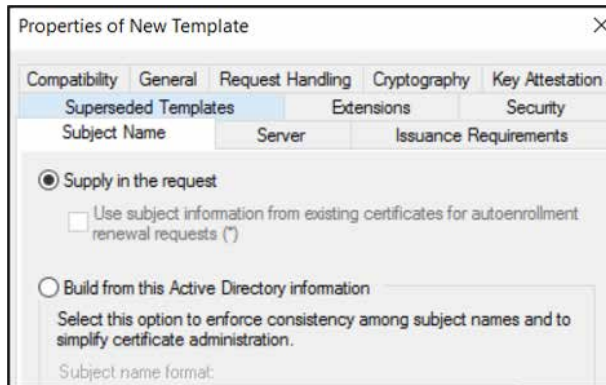 Properties of New Template
Compatibility General Request Handling Cryptography Key Attestation
Superseded Templates Extensions Security
Subject Name Server Issuance Requirements
Supply in the request
Use subject information from existing certificates for autoenrollment
renewal requests (*)
Build from this Active Directory information
Select this option to enforce consistency among subject names and to
simplify certificate administration.
Subject name format: